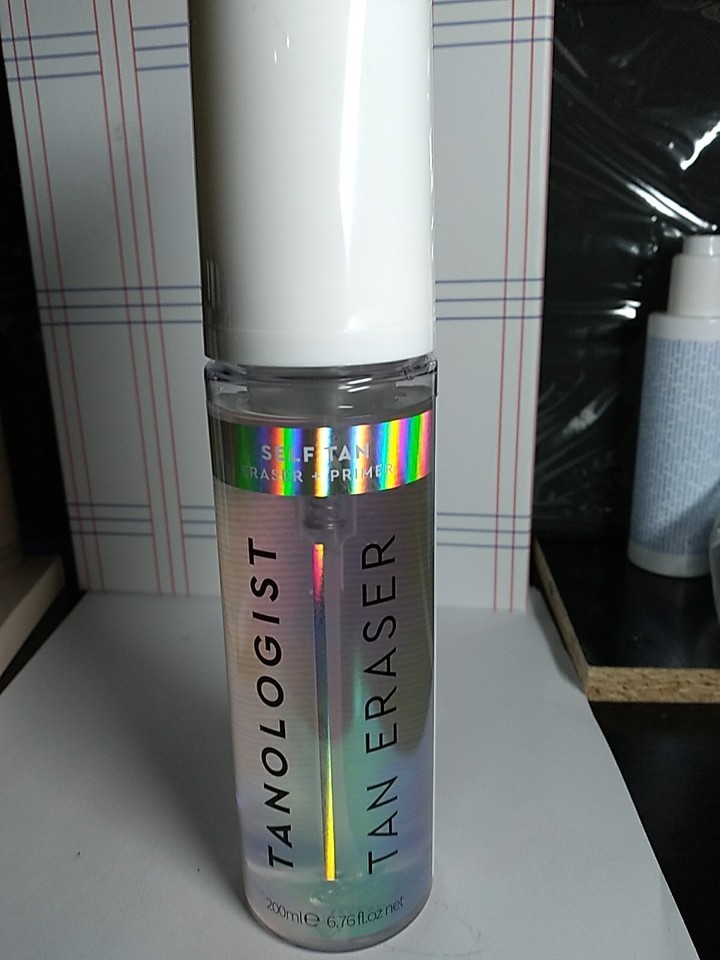 SELF TAN
ERASER + PRIMER
TANOLOGIST
TAN ERASER
200ml℮ 6.76 fl.oz net